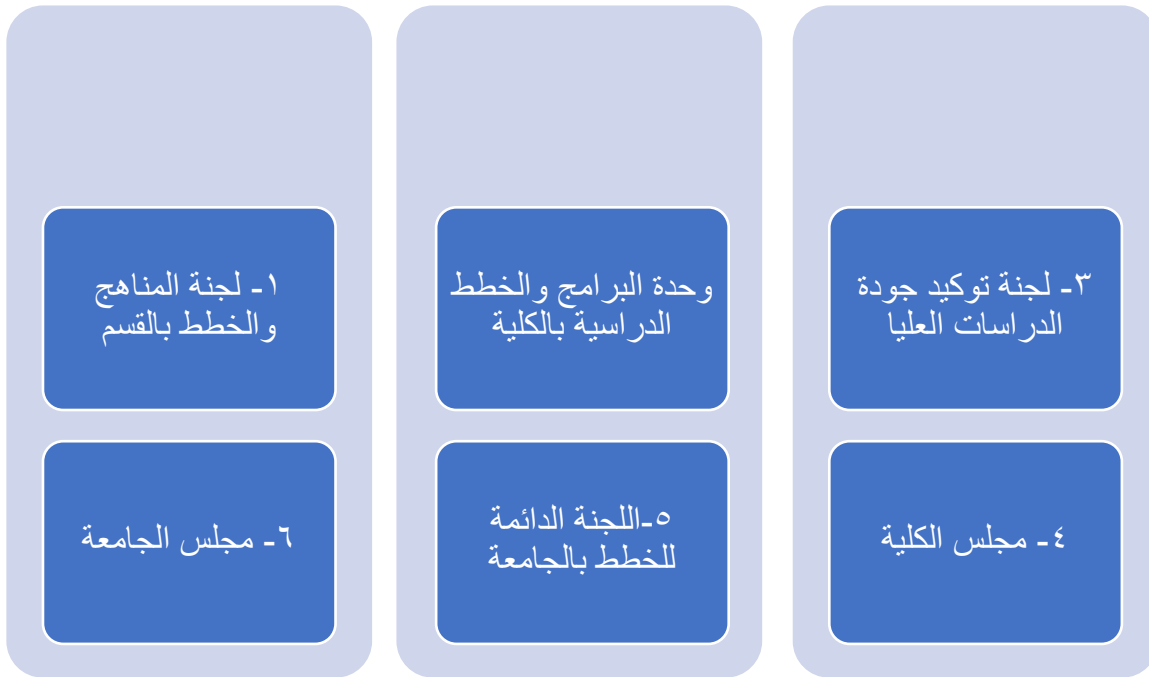 ١- لجنة المناهج
والخطط بالقسم
وحدة البرامج والخطط
الدراسية بالكلية
٣- لجنة توكيد جودة
الدراسات العليا
٤- مجلس الكلية
٥-اللجنة الدائمة
للخطط بالجامعة
٦- مجلس الجامعة